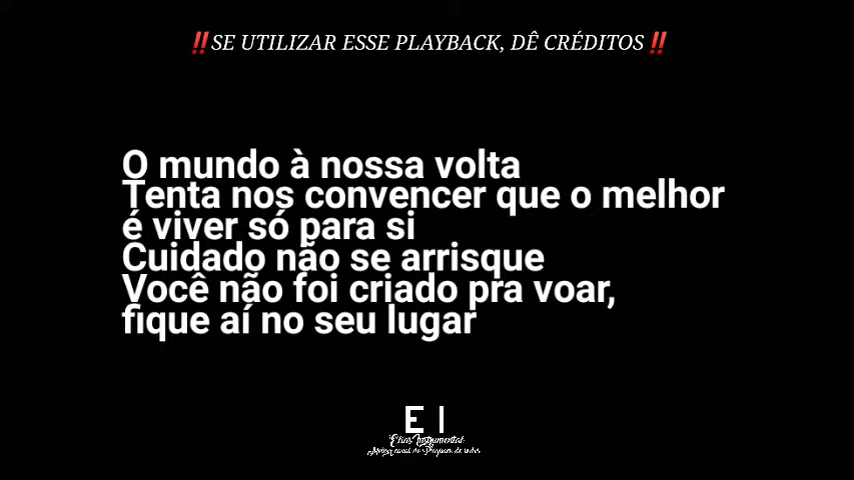 ‼️SE UTILIZAR ESSE PLAYBACK, DÊ CRÉDITOS‼️
O mundo à nossa volta
Tenta nos convencer que o melhor
é viver só para si
Cuidado não se arrisque
Você não foi criado pra voar,
fique aí no seu lugar
E I